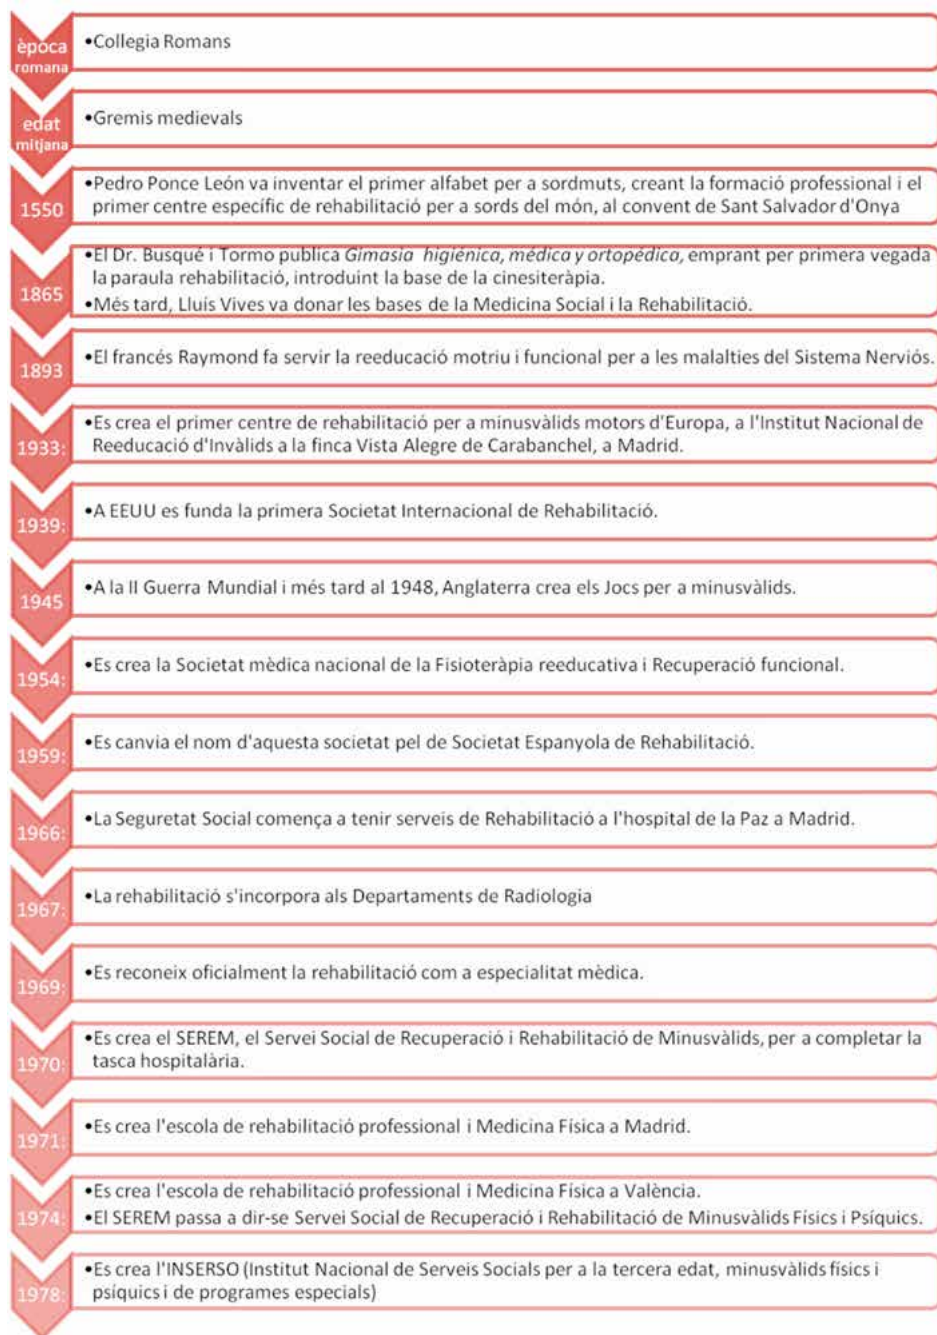 època
romana
•Collegia Romans
edat
mitjana
•Gremis medievals
1550
•Pedro Ponce León va inventar el primer alfabet per a sordmuts, creant la formació professional i el
primer centre específic de rehabilitació per a sords del món, al convent de Sant Salvador d'Onya
1865
•El Dr. Busqué i Tormo publica Gimasia higiénica, médica y ortopédica, emprant per primera vegada
la paraula rehabilitació, introduint la base de la cinesiteràpia.
•Més tard, Lluís Vives va donar les bases de la Medicina Social i la Rehabilitació.
1893
•El francés Raymond fa servir la reeducació motriu i funcional per a les malalties del Sistema Nerviós.
1933:
•Es crea el primer centre de rehabilitació per a minusvàlids motors d'Europa, a l'Institut Nacional de
Reeducació d'Invàlids a la finca Vista Alegre de Carabanchel, a Madrid.
1939:
•A EEUU es funda la primera Societat Internacional de Rehabilitació.
1945
•A la II Guerra Mundial i més tard al 1948, Anglaterra crea els Jocs per a minusvàlids.
1954:
•Es crea la Societat mèdica nacional de la Fisioteràpia reeducativa i Recuperació funcional.
1959:
•Es canvia el nom d'aquesta societat pel de Societat Espanyola de Rehabilitació.
1966:
•La Seguretat Social comença a tenir serveis de Rehabilitació a l'hospital de la Paz a Madrid.
1967:
•La rehabilitació s'incorpora als Departaments de Radiologia
1969:
•Es reconeix oficialment la rehabilitació com a especialitat mèdica.
1970:
•Es crea el SEREM, el Servei Social de Recuperació i Rehabilitació de Minusvàlids, per a completar la
tasca hospitalària.
1971:
•Es crea l'escola de rehabilitació professional i Medicina Física a Madrid.
1974:
•Es crea l'escola de rehabilitació professional i Medicina Física a València.
•El SEREM passa a dir-se Servei Social de Recuperació i Rehabilitació de Minusvàlids Físics i Psíquics.
1978:
•Es crea l'INSERSO (Institut Nacional de Serveis Socials per a la tercera edat, minusvàlids físics i
psíquics i de programes especials)